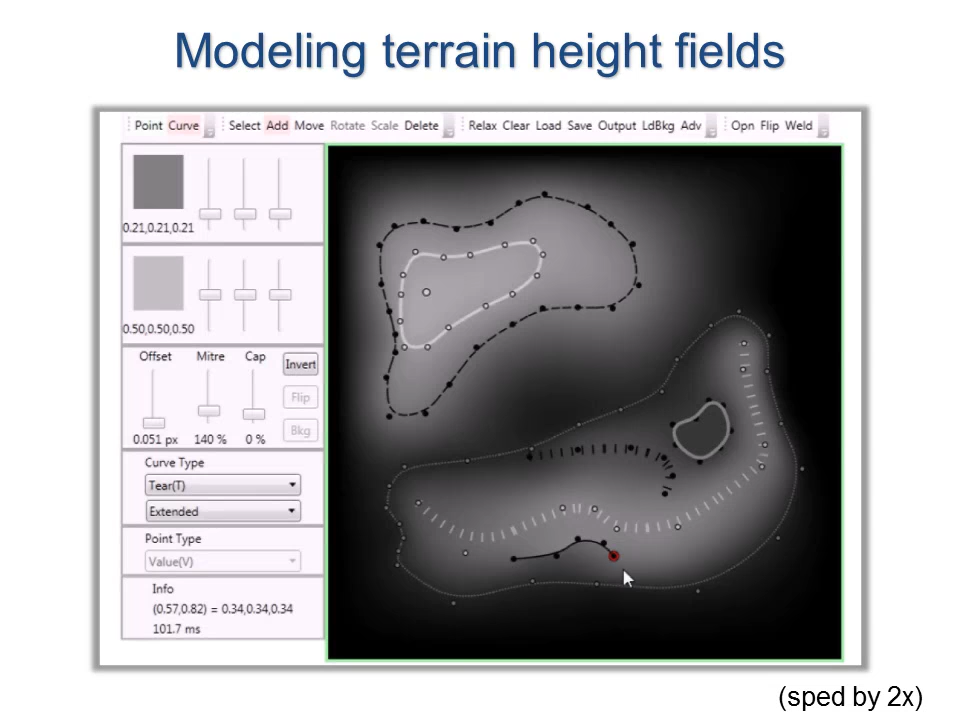 Modeling terrain height fields
Point Curve Select Add Move Rotate Scale Delete Relax Clear Load Save Output LdBkg Adv Opn Flip Weld
0.21,0.21,0.21
0.50,0.50,0.50
Offset Mitre Cap Invert
Flip
Bkg
0.051 px 140 % 0 %
Curve Type
Tear(T)
Extended
Point Type
Value(V)
Info
(0.57,0.82) = 0.34,0.34,0.34
101.7 ms
(sped by 2x)